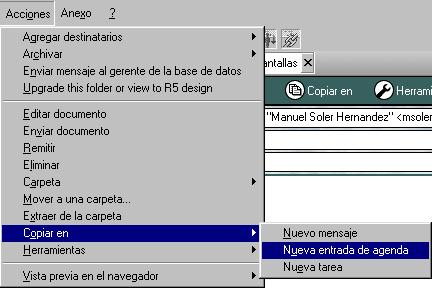 Acciones Anexo ?
Agregar destinatarios
Archivar
Enviar mensaje al gerente de la base de datos
Upgrade this folder or view to R5 design
antallas X
Copiar en Herrami
Editar documento
"Manuel Soler Hernandez" <msoler
Enviar documento
Remitir
Eliminar
Carpeta
Mover a una carpeta...
Extraer de la carpeta
Copiar en
Nuevo mensaje
Herramientas
Nueva entrada de agenda
Nueva tarea
Vista previa en el navegador